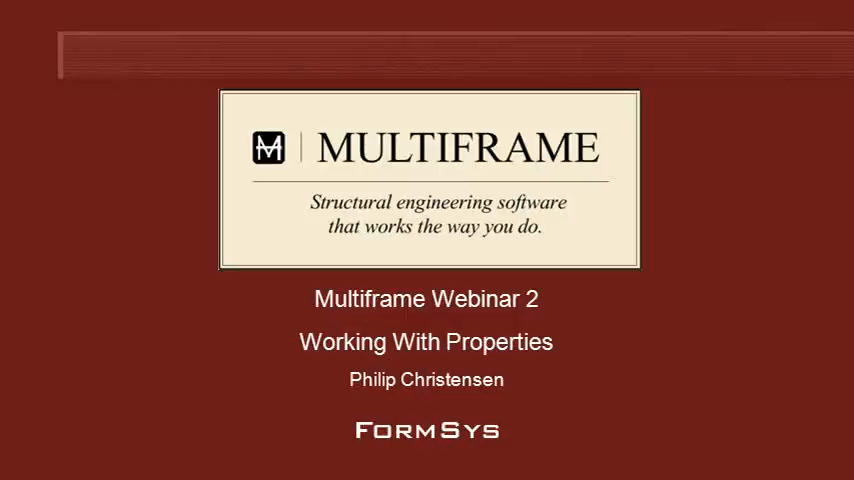 M | MULTIFRAME
Structural engineering software
that works the way you do.
Multiframe Webinar 2
Working With Properties
Philip Christensen
FORMSYS